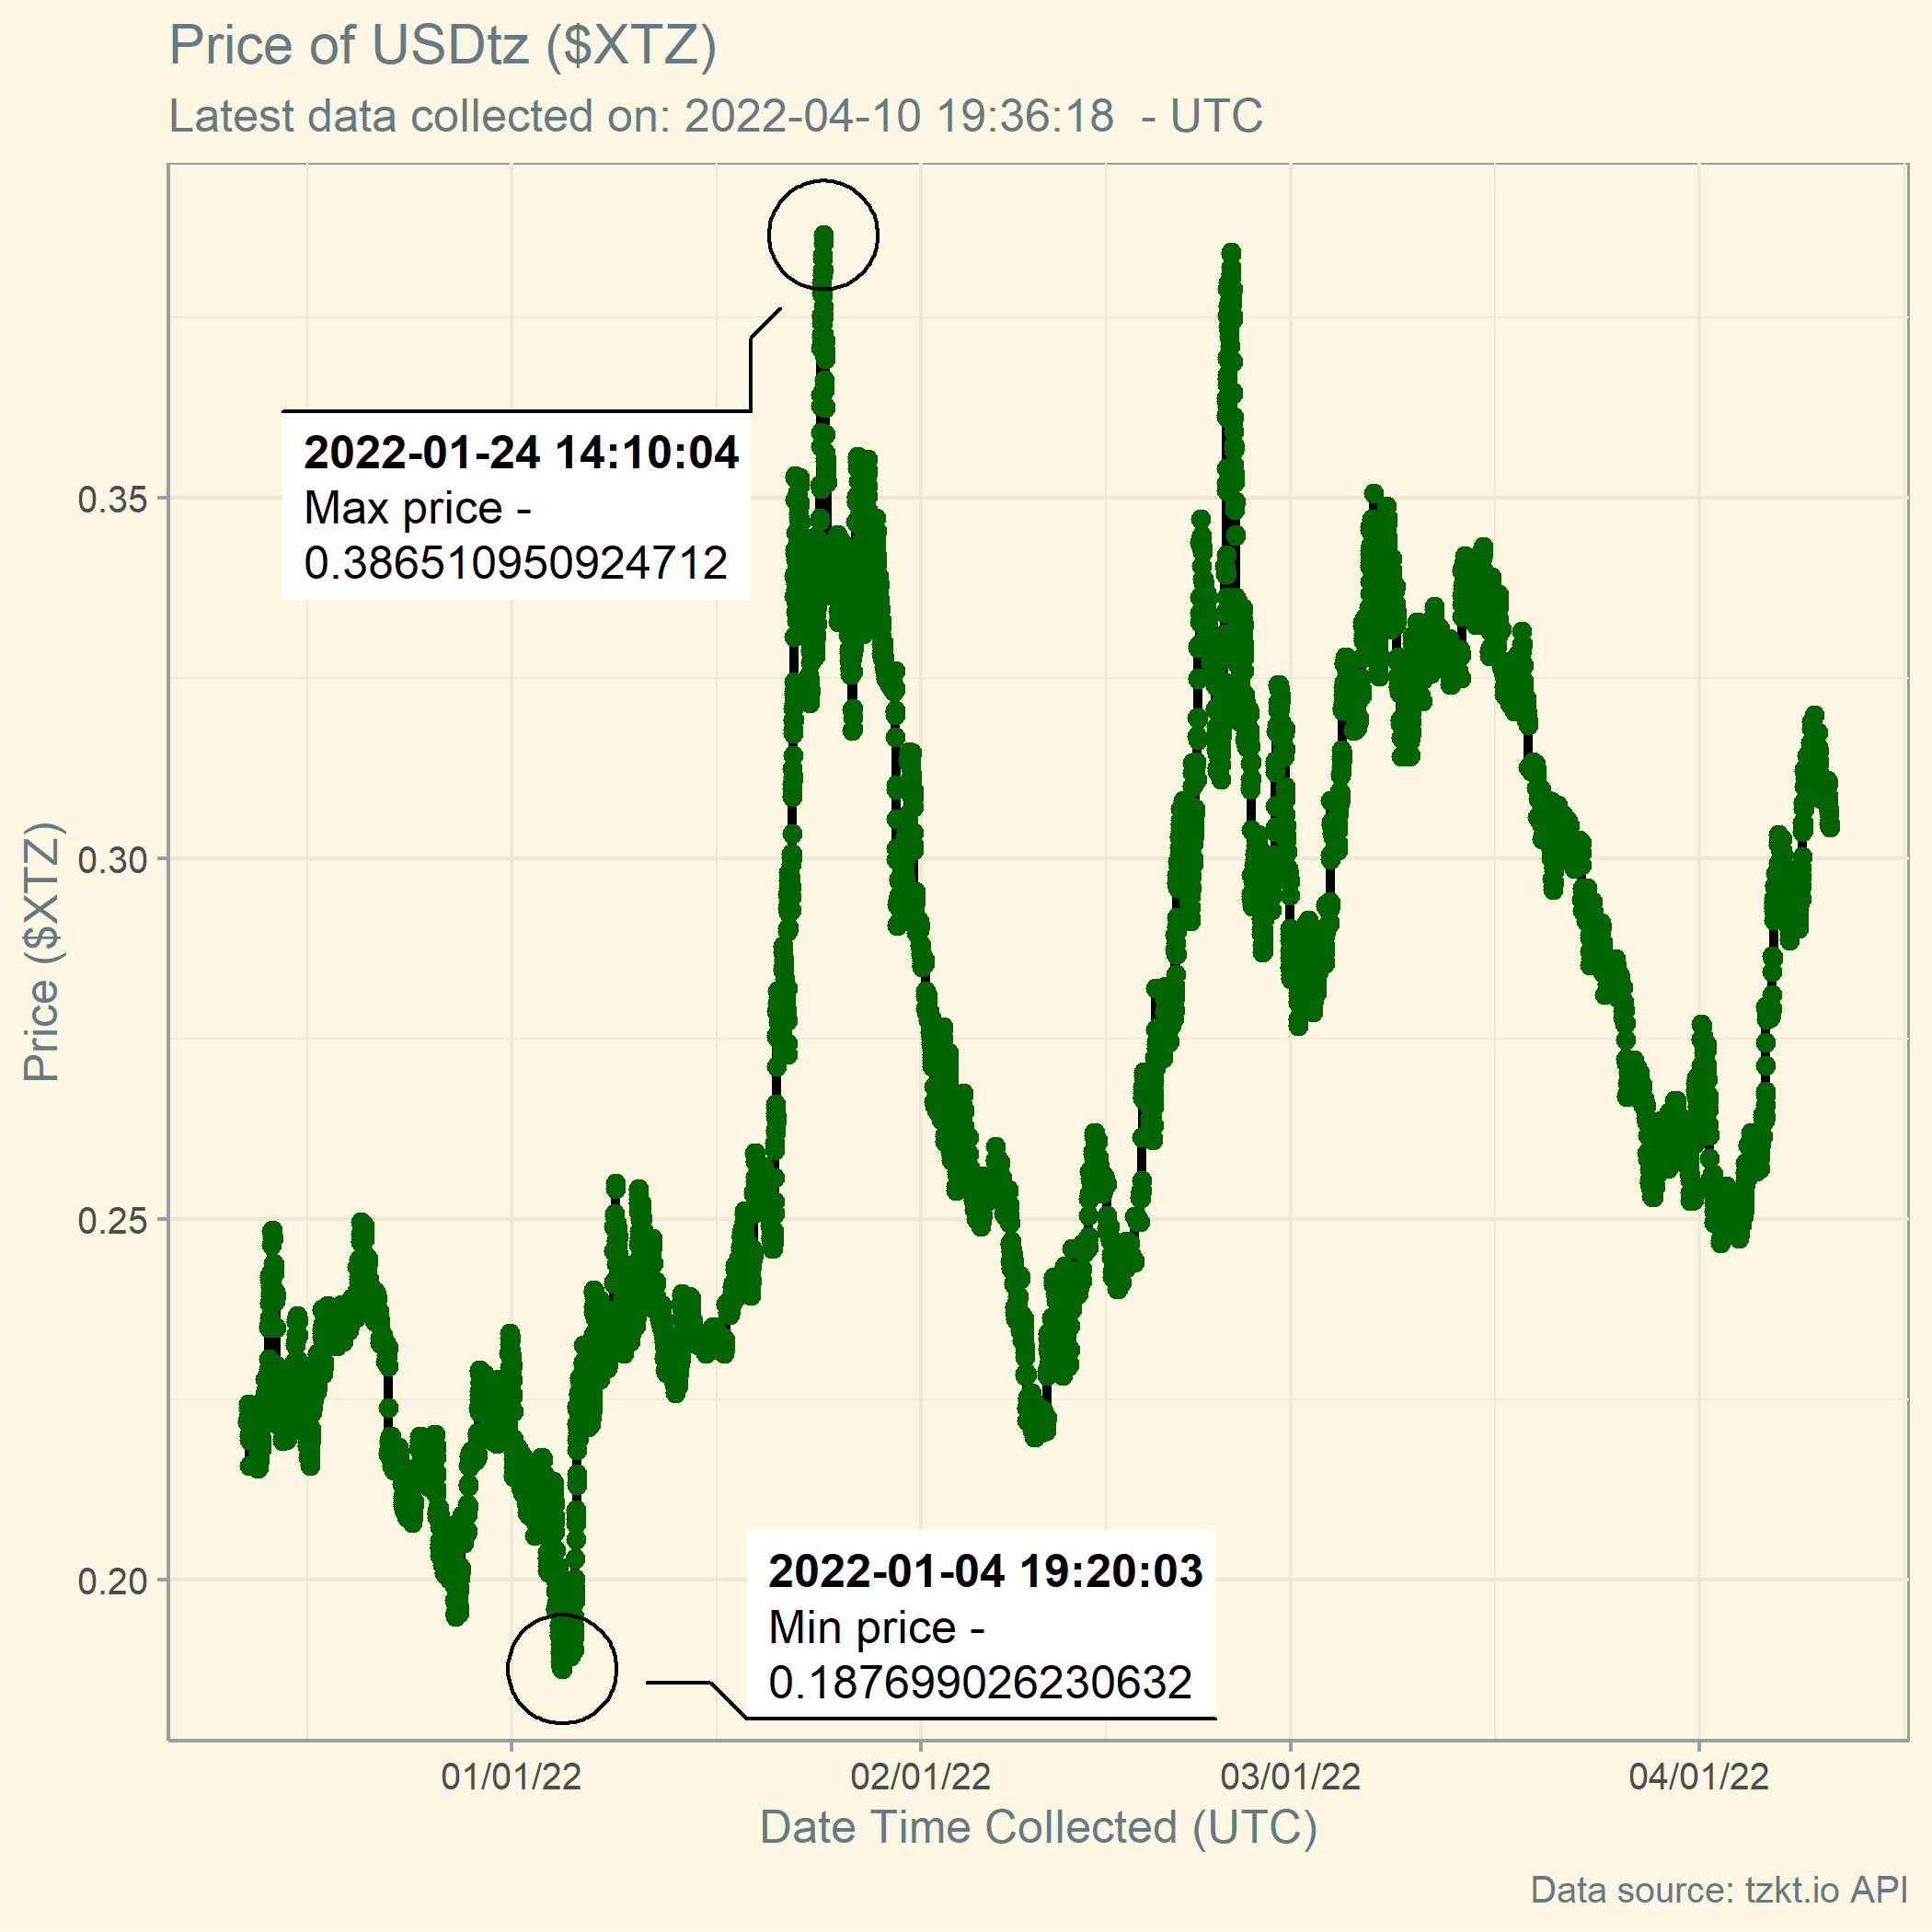 Price of USDtz ($XTZ)
Latest data collected on: 2022-04-10 19:36:18  - UTC
2022-01-24 14:10:04
Max price -
0.386510950924712
0.35
0.30
0.25
0.20
Price ($XTZ)
2022-01-04 19:20:03
Min price -
0.187699026230632
01/01/22
02/01/22
03/01/22
04/01/22
Date Time Collected (UTC)
Data source: tzkt.io API